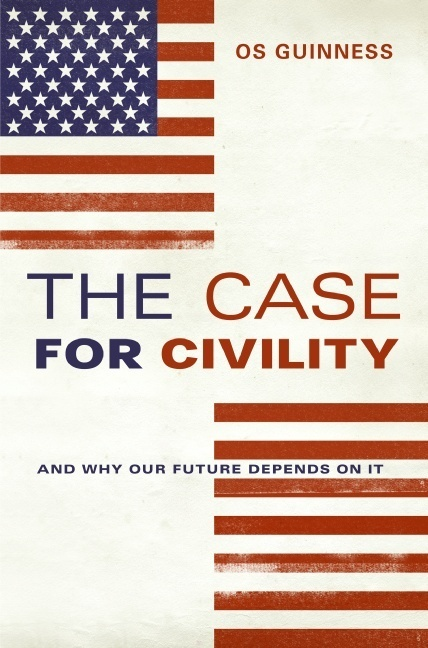 OS GUINNESS
THE CASE
FOR CIVILITY
AND WHY OUR FUTURE DEPENDS ON IT